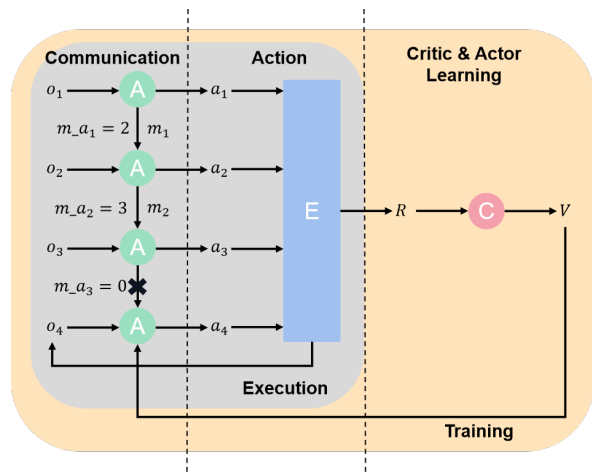 Communication
Action
Critic & Actor
Learning
o₁
A
a₁
m_a₁ = 2
m₁
o₂
A
a₂
m_a₂ = 3
m₂
E
R
C
V
o₃
A
a₃
m_a₃ = 0
o₄
A
a₄
Execution
Training